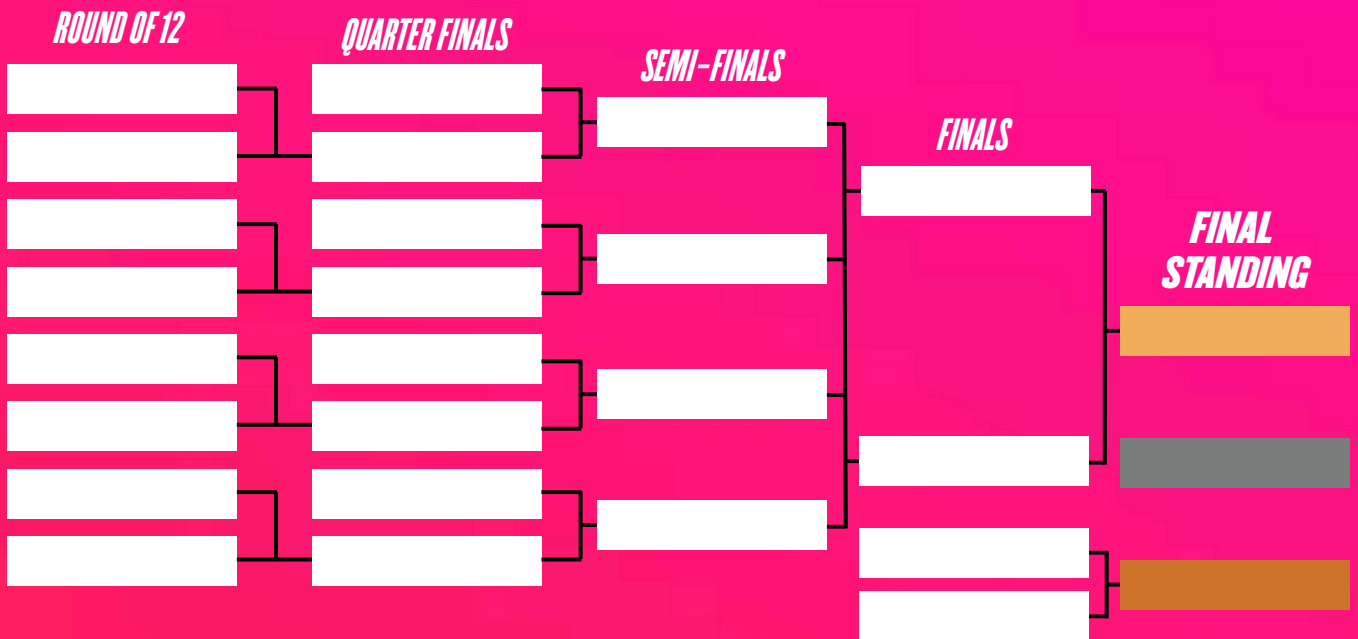 ROUND OF 12
QUARTER FINALS
SEMI-FINALS
FINALS
FINAL
STANDING